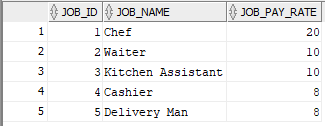 JOB_ID JOB_NAME JOB_PAY_RATE
1 1 Chef 20
2 2 Waiter 10
3 3 Kitchen Assistant 10
4 4 Cashier 8
5 5 Delivery Man 8